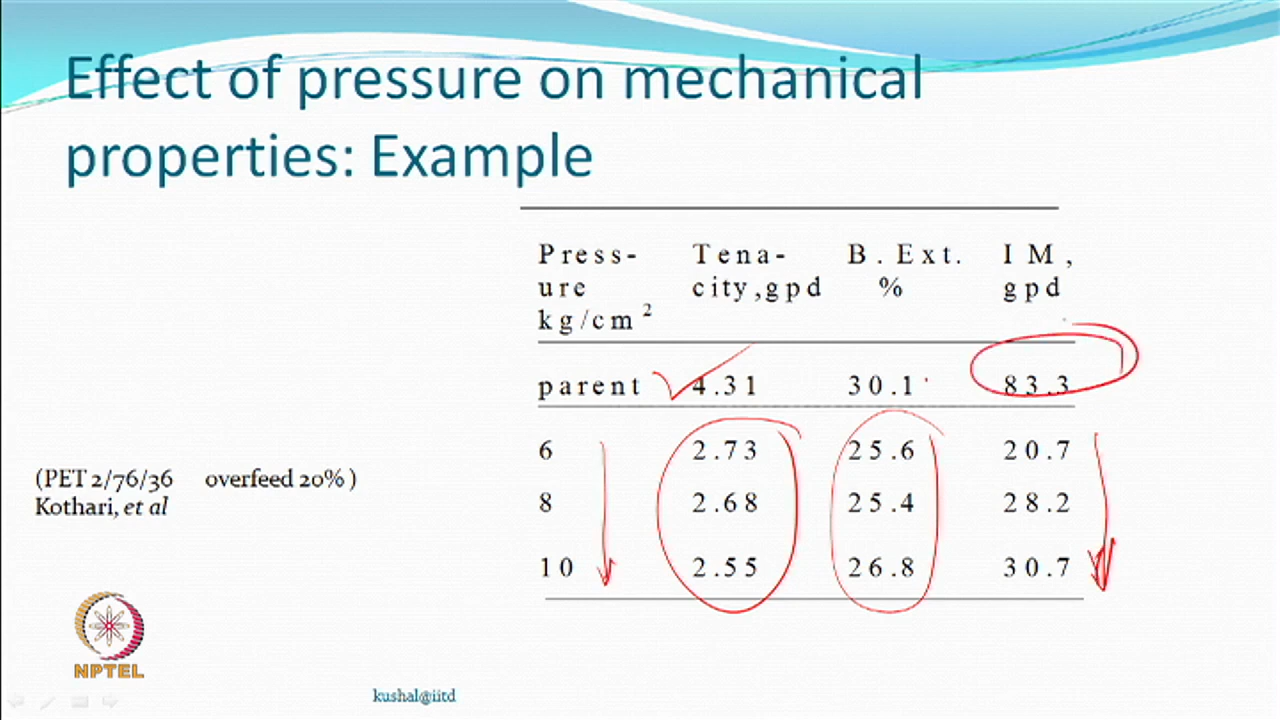 Effect of pressure on mechanical
properties: Example
Press- Tena- B. Ext. IM,
ure city,gpd % gpd
kg/cm²
parent 4.31 30.1 83.3
6 2.73 25.6 20.7
8 2.68 25.4 28.2
10 2.55 26.8 30.7
(PET 2/76/36 overfeed 20% )
Kothari, et al
NPTEL
kushal@iitd